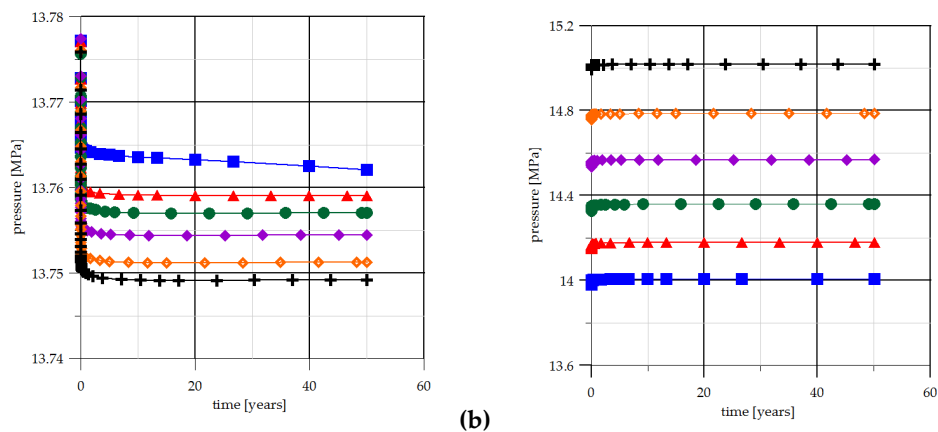 13.78
13.77
13.76
13.75
13.74
pressure [MPa]
0 20 40 60
time [years]
(b)
15.2
14.8
14.4
14
13.6
pressure [MPa]
0 20 40 60
time [years]